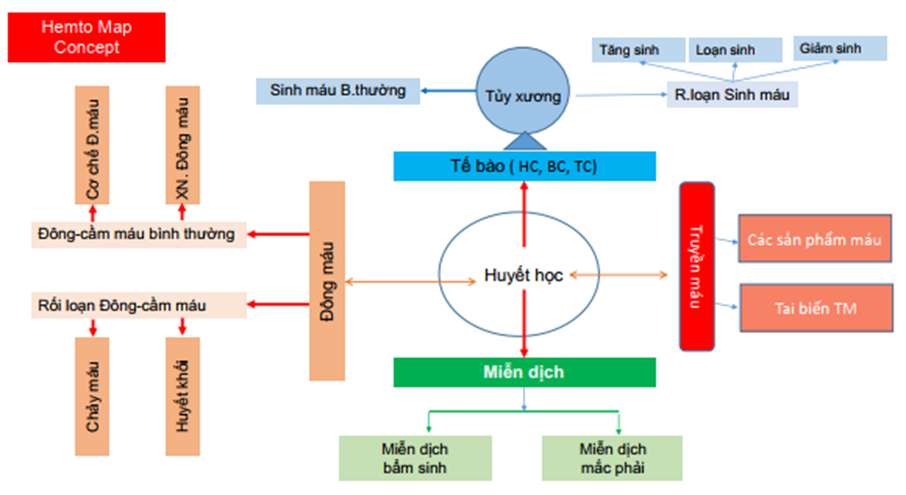 Hemto Map
Concept
Tăng sinh
Loạn sinh
Giảm sinh
Sinh máu B.thường
Tủy xương
R.loạn Sinh máu
Cơ chế Đ.máu
XN. Đông máu
Tế bào ( HC, BC, TC)
Đông-cầm máu bình thường
Đông máu
Huyết học
Truyền máu
Các sản phẩm máu
Rối loạn Đông-cầm máu
Tai biến TM
Chảy máu
Huyết khối
Miễn dịch
Miễn dịch
bẩm sinh
Miễn dịch
mắc phải